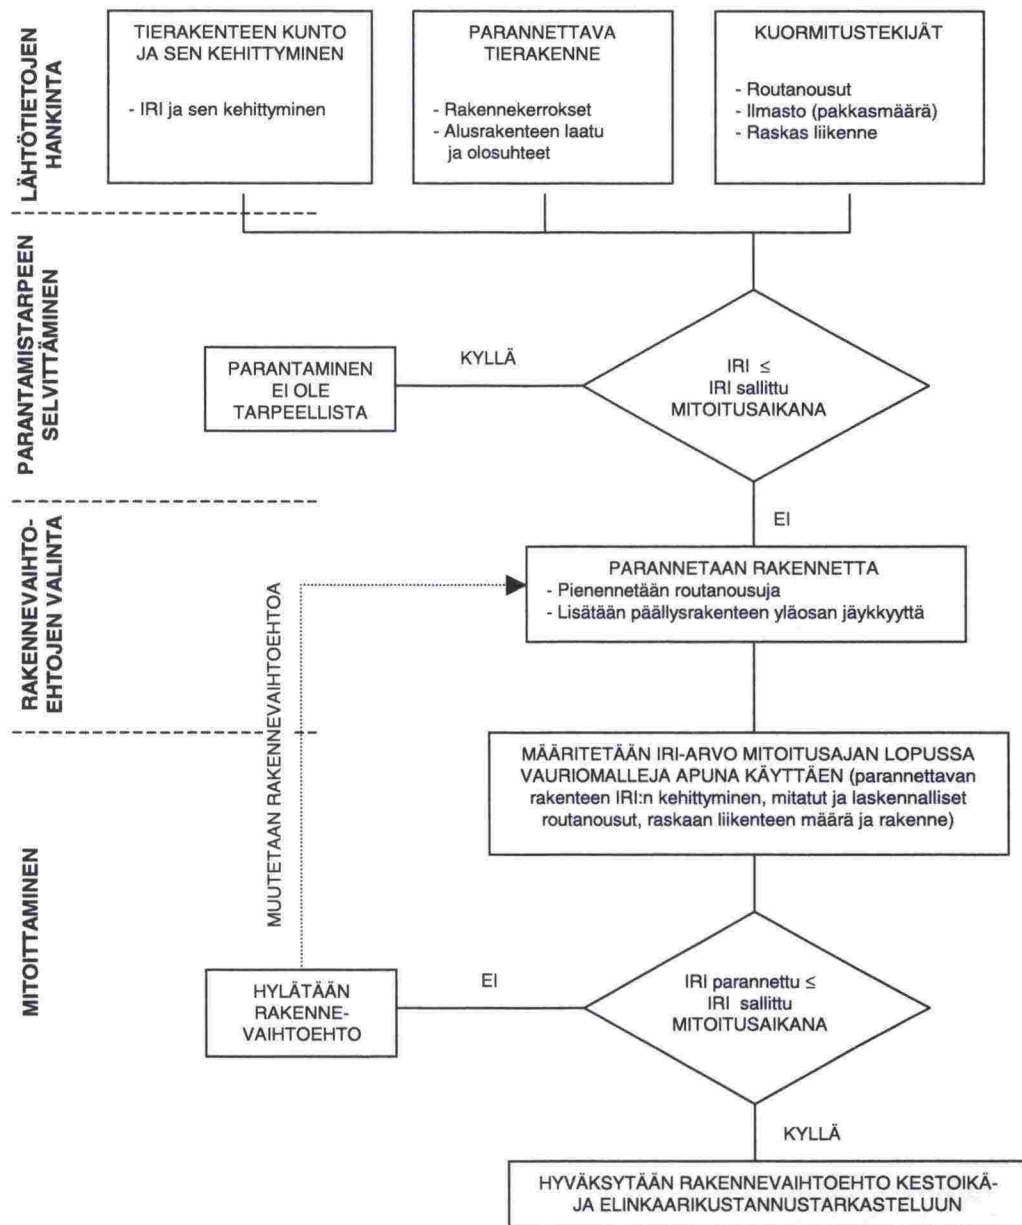 LÄHTÖTIETOJEN
HANKINTA
TIERAKENTEEN KUNTO
JA SEN KEHITTYMINEN
- IRI ja sen kehittyminen
PARANNETTAVA
TIERAKENNE
- Rakennekerrokset
- Alusrakenteen laatu
ja olosuhteet
KUORMITUSTEKIJÄT
- Routanousut
- Ilmasto (pakkasmäärä)
- Raskas liikenne
PARANTAMISTARPEEN
SELVITTÄMINEN
PARANTAMINEN
EI OLE
TARPEELLISTA
KYLLÄ
IRI ≤
IRI sallittu
MITOITUSAIKANA
EI
RAKENNEVAIHTO-
EHTOJEN VALINTA
PARANNETAAN RAKENNETTA
- Pienennetään routanousuja
- Lisätään päällysrakenteen yläosan jäykkyyttä
MUUTETAAN RAKENNEVAIHTOEHTOA
MITOITTAMINEN
MÄÄRITETÄÄN IRI-ARVO MITOITUSAJAN LOPUSSA
VAURIOMALLEJA APUNA KÄYTTÄEN (parannettavan
rakenteen IRI:n kehittyminen, mitatut ja laskennalliset
routanousut, raskaan liikenteen määrä ja rakenne)
HYLÄTÄÄN
RAKENNE-
VAIHTOEHTO
EI
IRI parannettu ≤
IRI sallittu
MITOITUSAIKANA
KYLLÄ
HYVÄKSYTÄÄN RAKENNEVAIHTOEHTO KESTOIKÄ-
JA ELINKAARIKUSTANNUSTARKASTELUUN